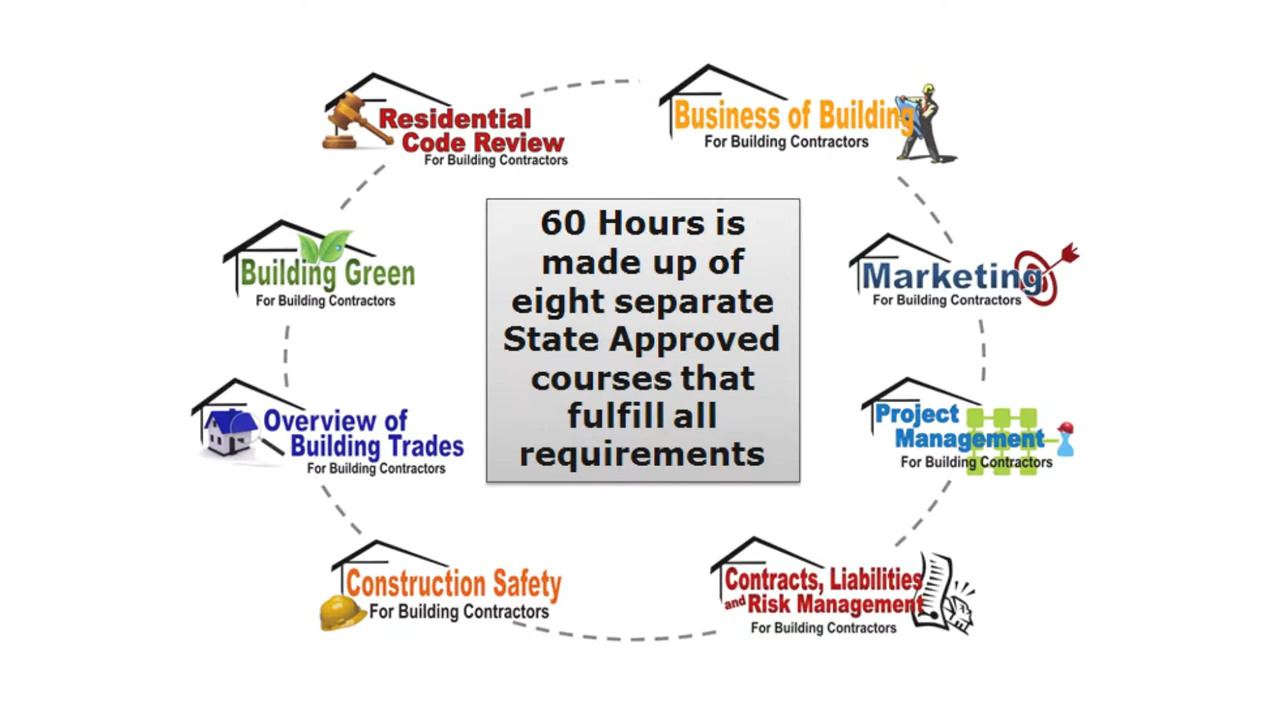 Residential
Code Review
For Building Contractors
Business of Building
For Building Contractors
Building Green
For Building Contractors
60 Hours is
made up of
eight separate
State Approved
courses that
fulfill all
requirements
Marketing
For Building Contractors
Overview of
Building Trades
For Building Contractors
Project
Management
For Building Contractors
Construction Safety
For Building Contractors
Contracts, Liabilities
and Risk Management
For Building Contractors